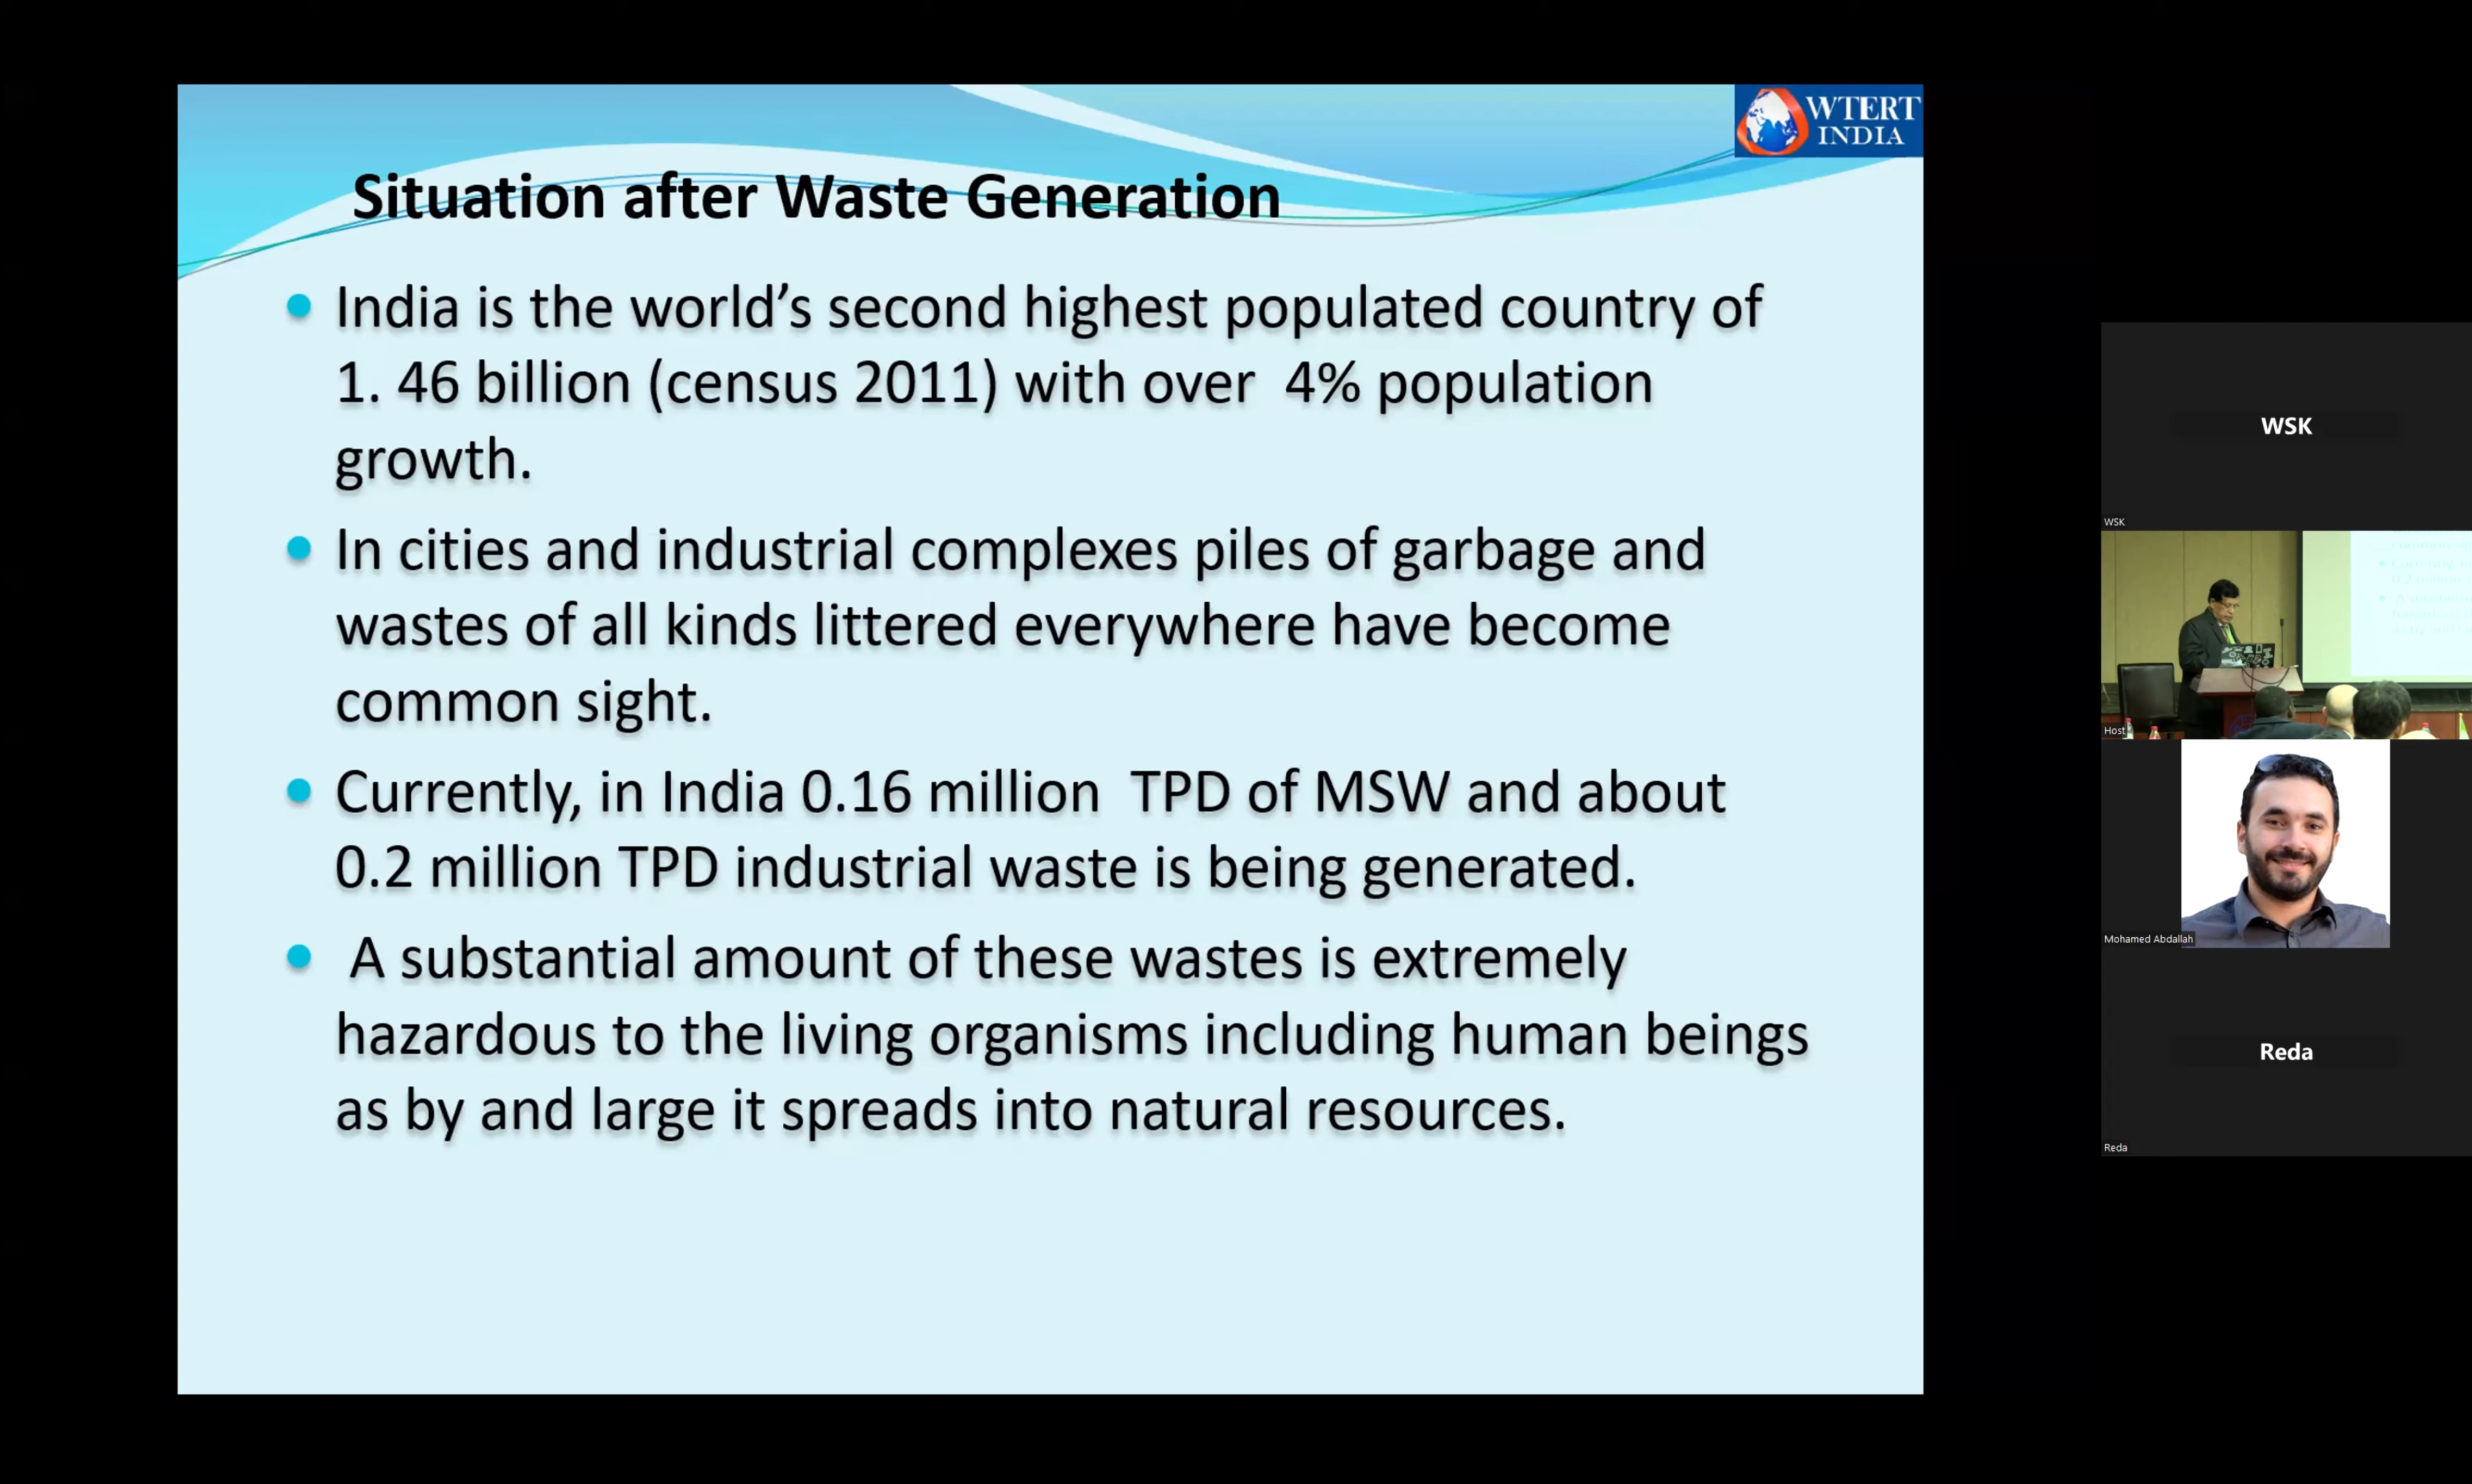 WTERT
INDIA
Situation after Waste Generation
India is the world’s second highest populated country of
1. 46 billion (census 2011) with over 4% population
growth.
In cities and industrial complexes piles of garbage and
wastes of all kinds littered everywhere have become
common sight.
Currently, in India 0.16 million TPD of MSW and about
0.2 million TPD industrial waste is being generated.
A substantial amount of these wastes is extremely
hazardous to the living organisms including human beings
as by and large it spreads into natural resources.
WSK
WSK
Host
Mohamed Abdallah
Reda
Reda